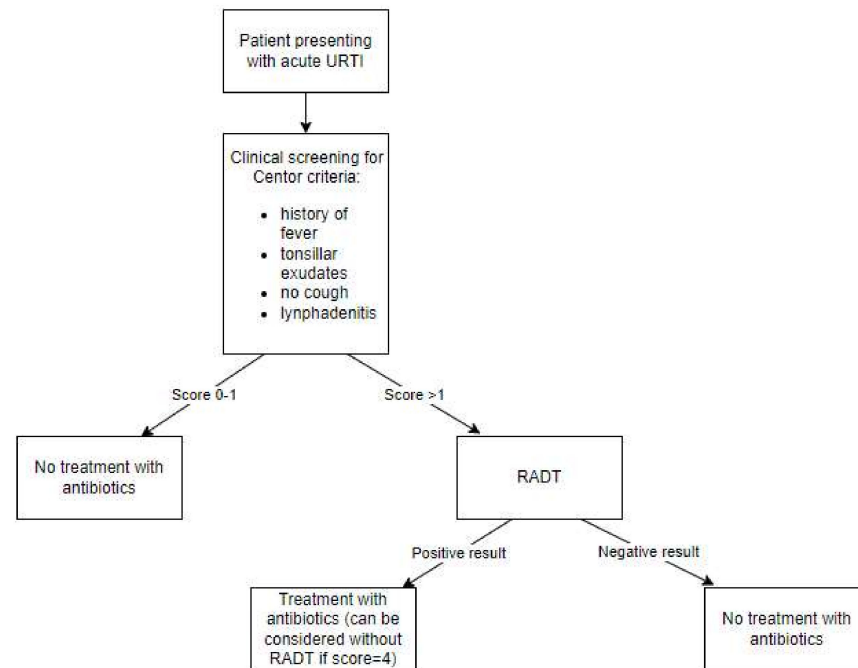 Patient presenting
with acute URTI
Clinical screening for
Centor criteria:
• history of
fever
• tonsillar
exudates
• no cough
• lymphadenitis
Score 0-1
Score >1
No treatment with
antibiotics
RADT
Positive result
Negative result
Treatment with
antibiotics (can be
considered without
RADT if score=4)
No treatment with
antibiotics